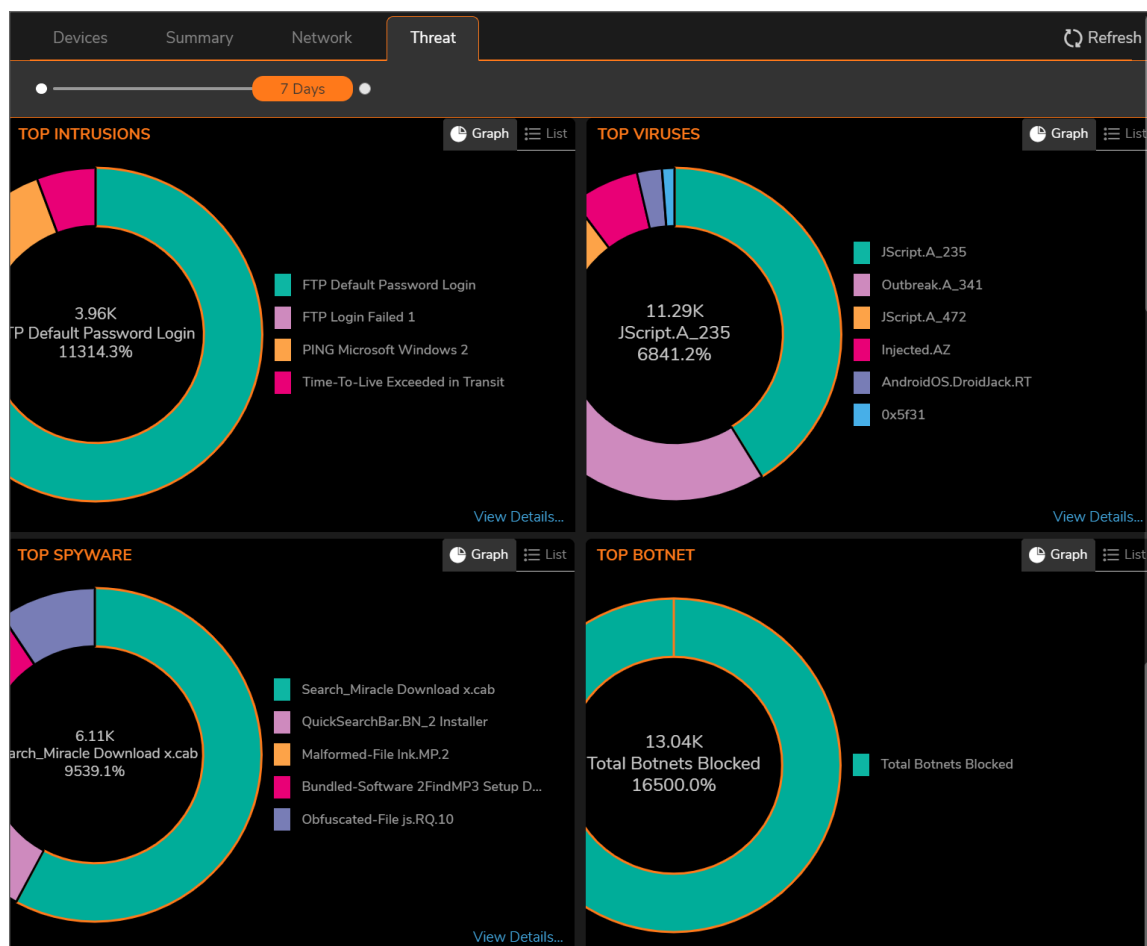 Devices Summary Network Threat Refresh
7 Days
TOP INTRUSIONS Graph List
3.96K
TP Default Password Login
11314.3%
FTP Default Password Login
FTP Login Failed 1
PING Microsoft Windows 2
Time-To-Live Exceeded in Transit
View Details...
TOP VIRUSES Graph List
11.29K
JScript.A_235
6841.2%
JScript.A_235
Outbreak.A_341
JScript.A_472
Injected.AZ
AndroidOS.DroidJack.RT
0x5f31
View Details...
TOP SPYWARE Graph List
6.11K
arch_Miracle Download x.cab
9539.1%
Search_Miracle Download x.cab
QuickSearchBar.BN_2 Installer
Malformed-File lnk.MP.2
Bundled-Software 2FindMP3 Setup D...
Obfuscated-File js.RQ.10
View Details...
TOP BOTNET Graph List
13.04K
Total Botnets Blocked
16500.0%
Total Botnets Blocked